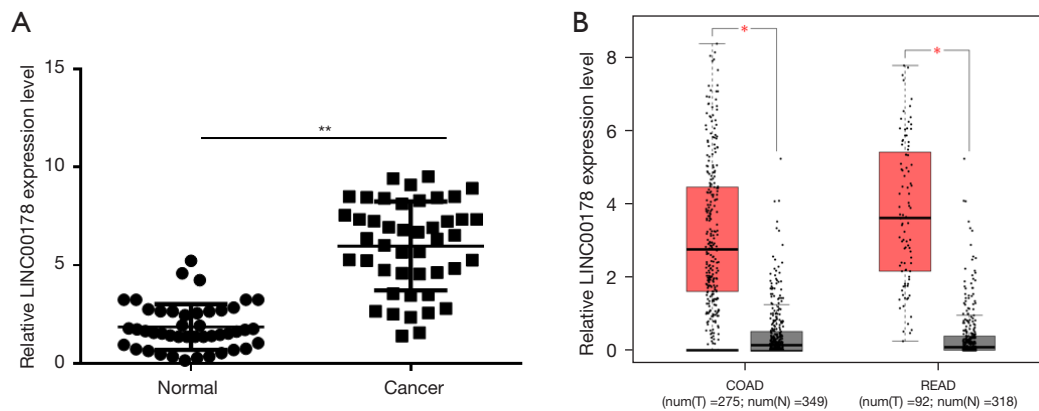 A
Relative LINC00178 expression level
15
10
5
0
**
Normal
Cancer
B
Relative LINC00178 expression level
8
6
4
2
0
*
*
COAD
(num(T) =275; num(N) =349)
READ
(num(T) =92; num(N) =318)